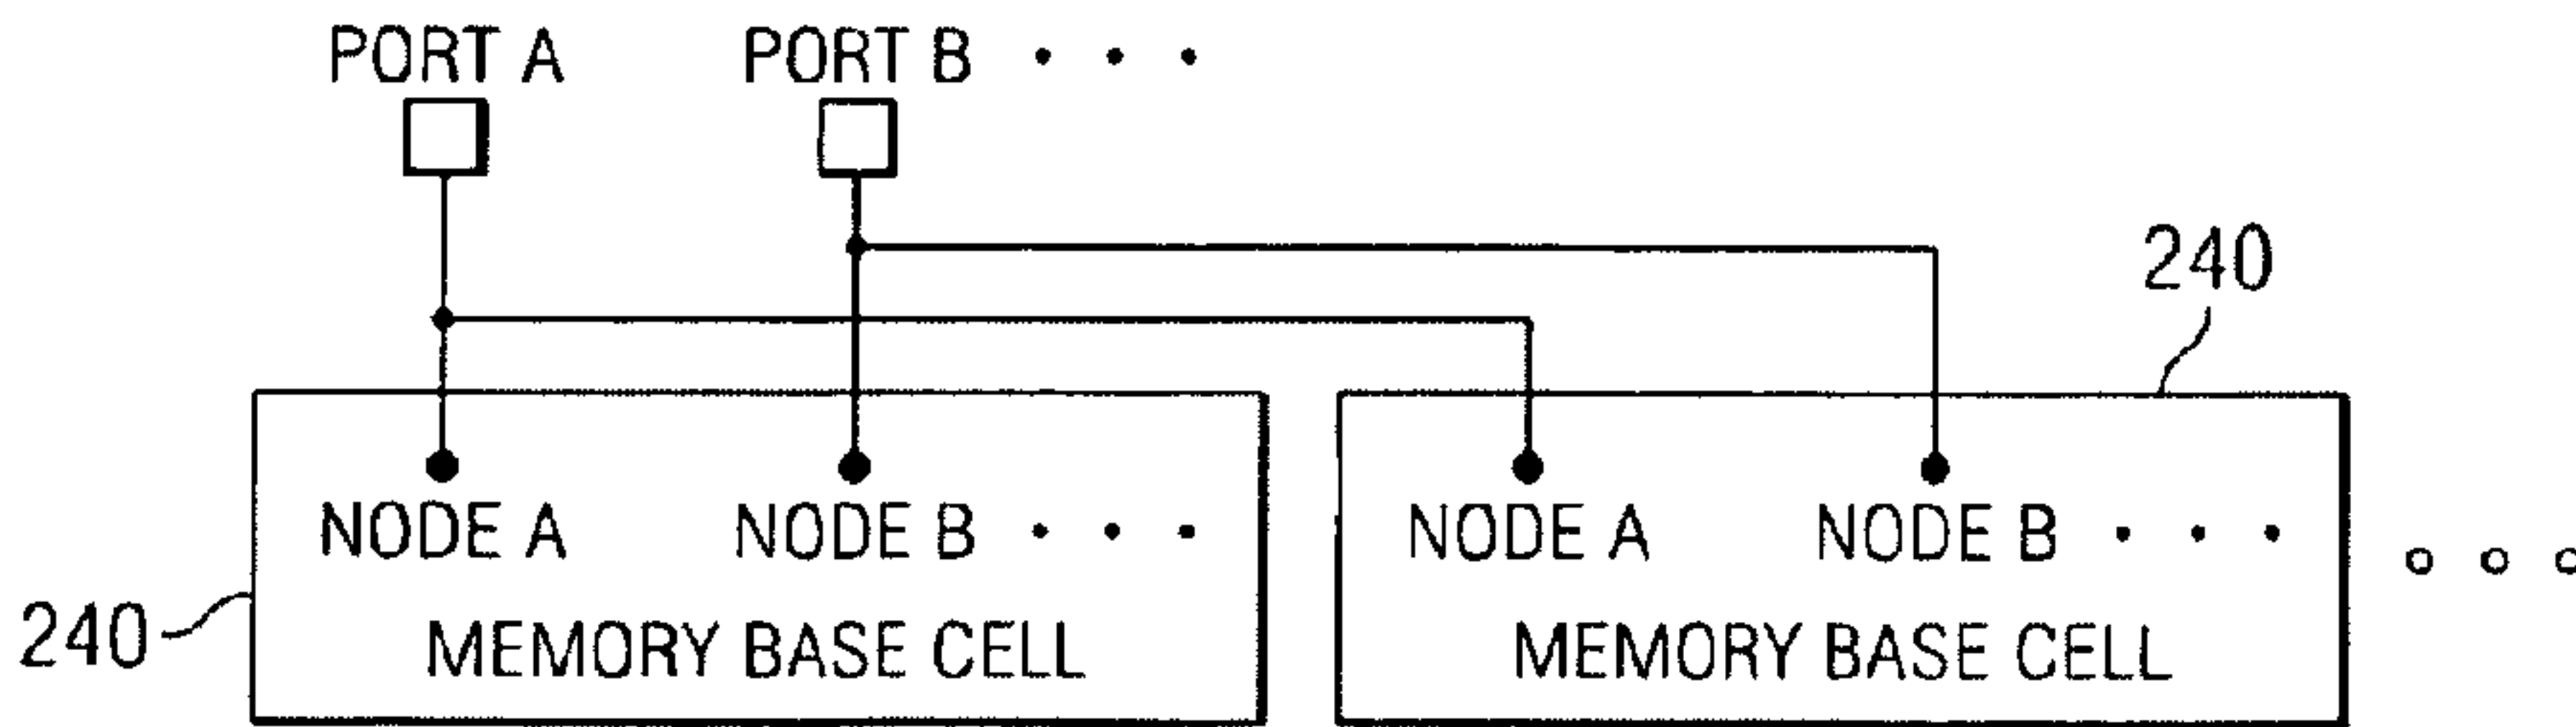 PORT A PORT B • • •
240
NODE A NODE B • • • NODE A NODE B • • •
240 MEMORY BASE CELL MEMORY BASE CELL